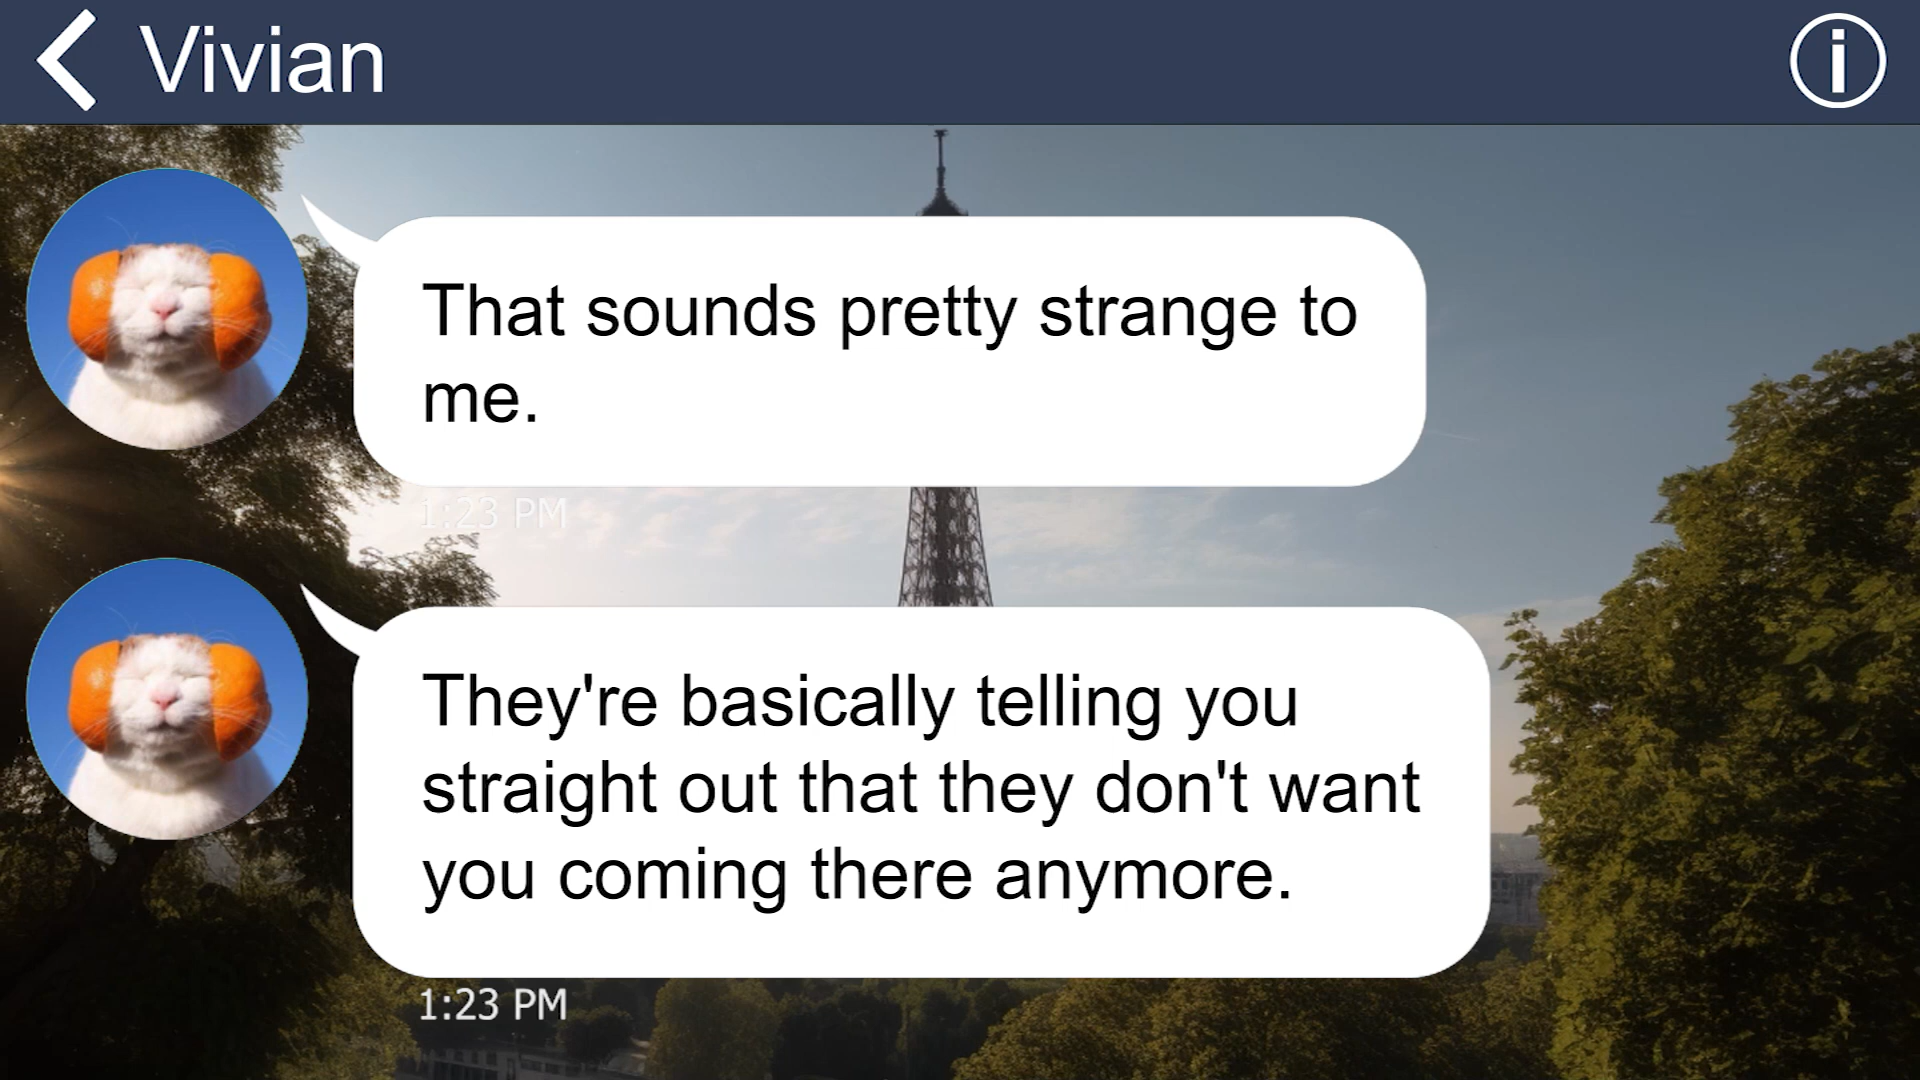 Vivian
That sounds pretty strange to
me.
1:23 PM
They're basically telling you
straight out that they don't want
you coming there anymore.
1:23 PM